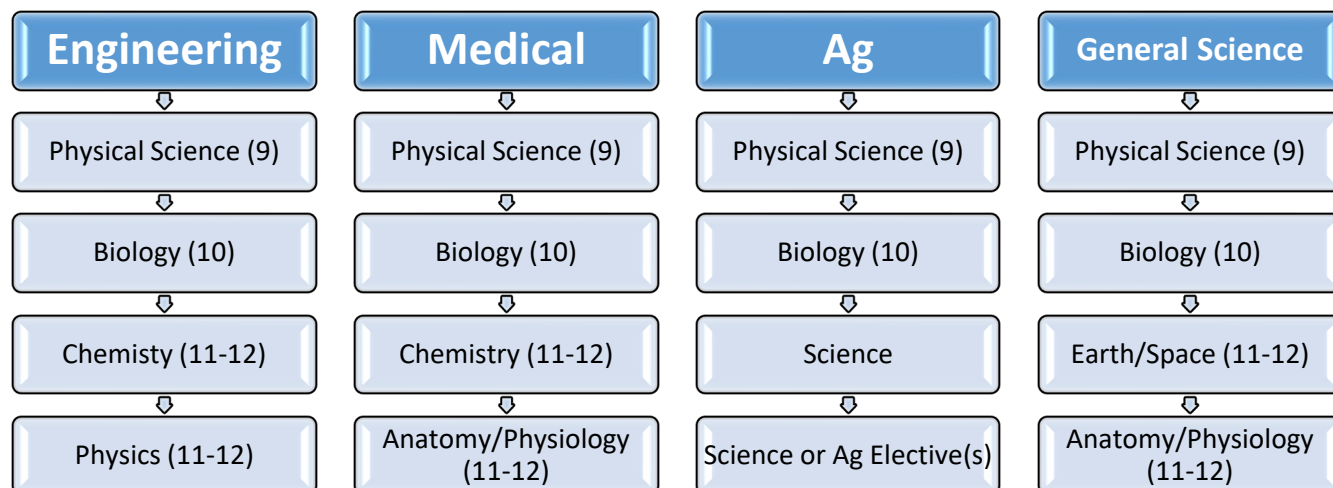 Engineering
Physical Science (9)
Biology (10)
Chemisty (11-12)
Physics (11-12)
Medical
Physical Science (9)
Biology (10)
Chemistry (11-12)
Anatomy/Physiology
(11-12)
Ag
Physical Science (9)
Biology (10)
Science
Science or Ag Elective(s)
General Science
Physical Science (9)
Biology (10)
Earth/Space (11-12)
Anatomy/Physiology
(11-12)